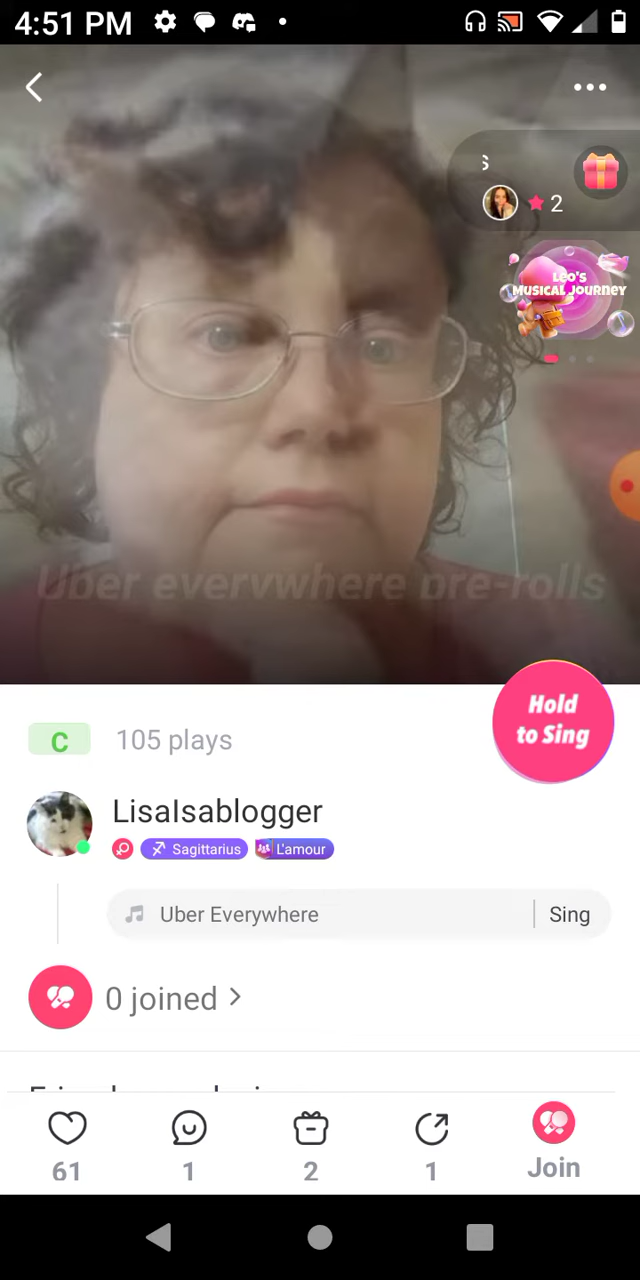 4:51 PM
S
2
LEO'S
MUSICAL JOURNEY
Uber everywhere pre-rolls
Hold
to Sing
C 105 plays
LisaIsablogger
Sagittarius L'amour
Uber Everywhere Sing
0 joined >
61 1 2 1 Join